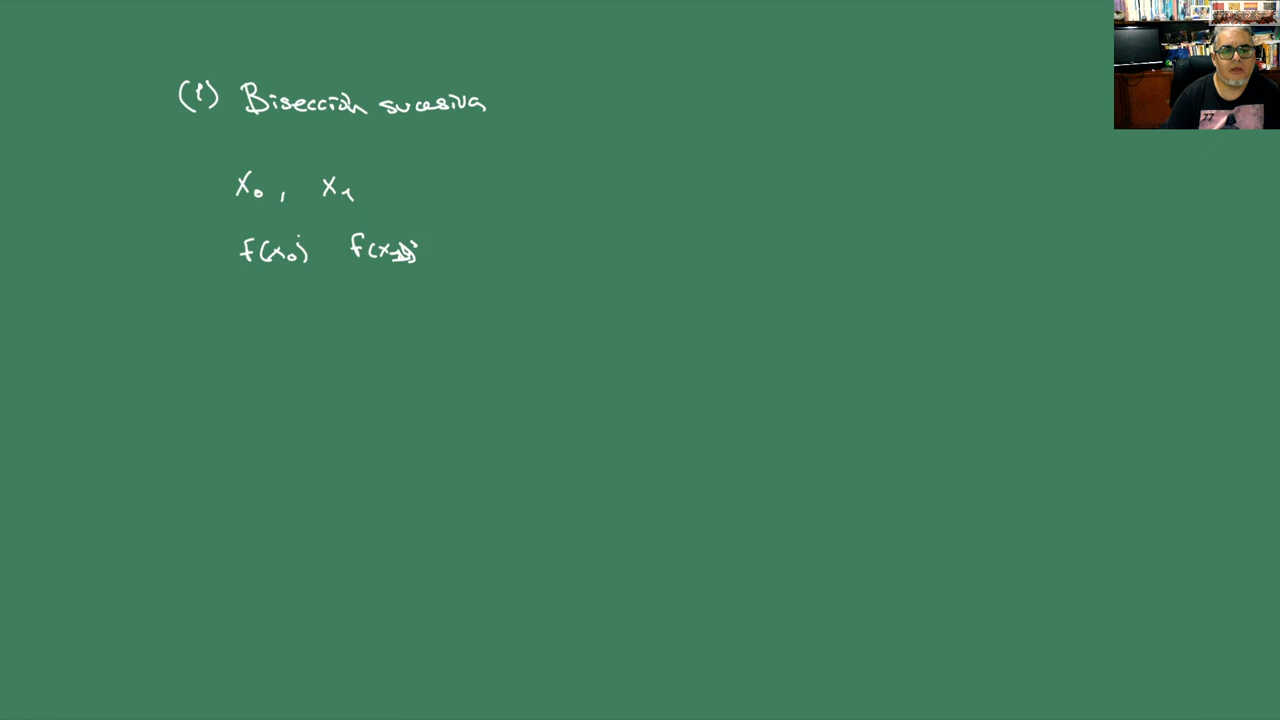 (1) Bisección sucesiva
x₀, x₁
f(x₀) f(x₁)